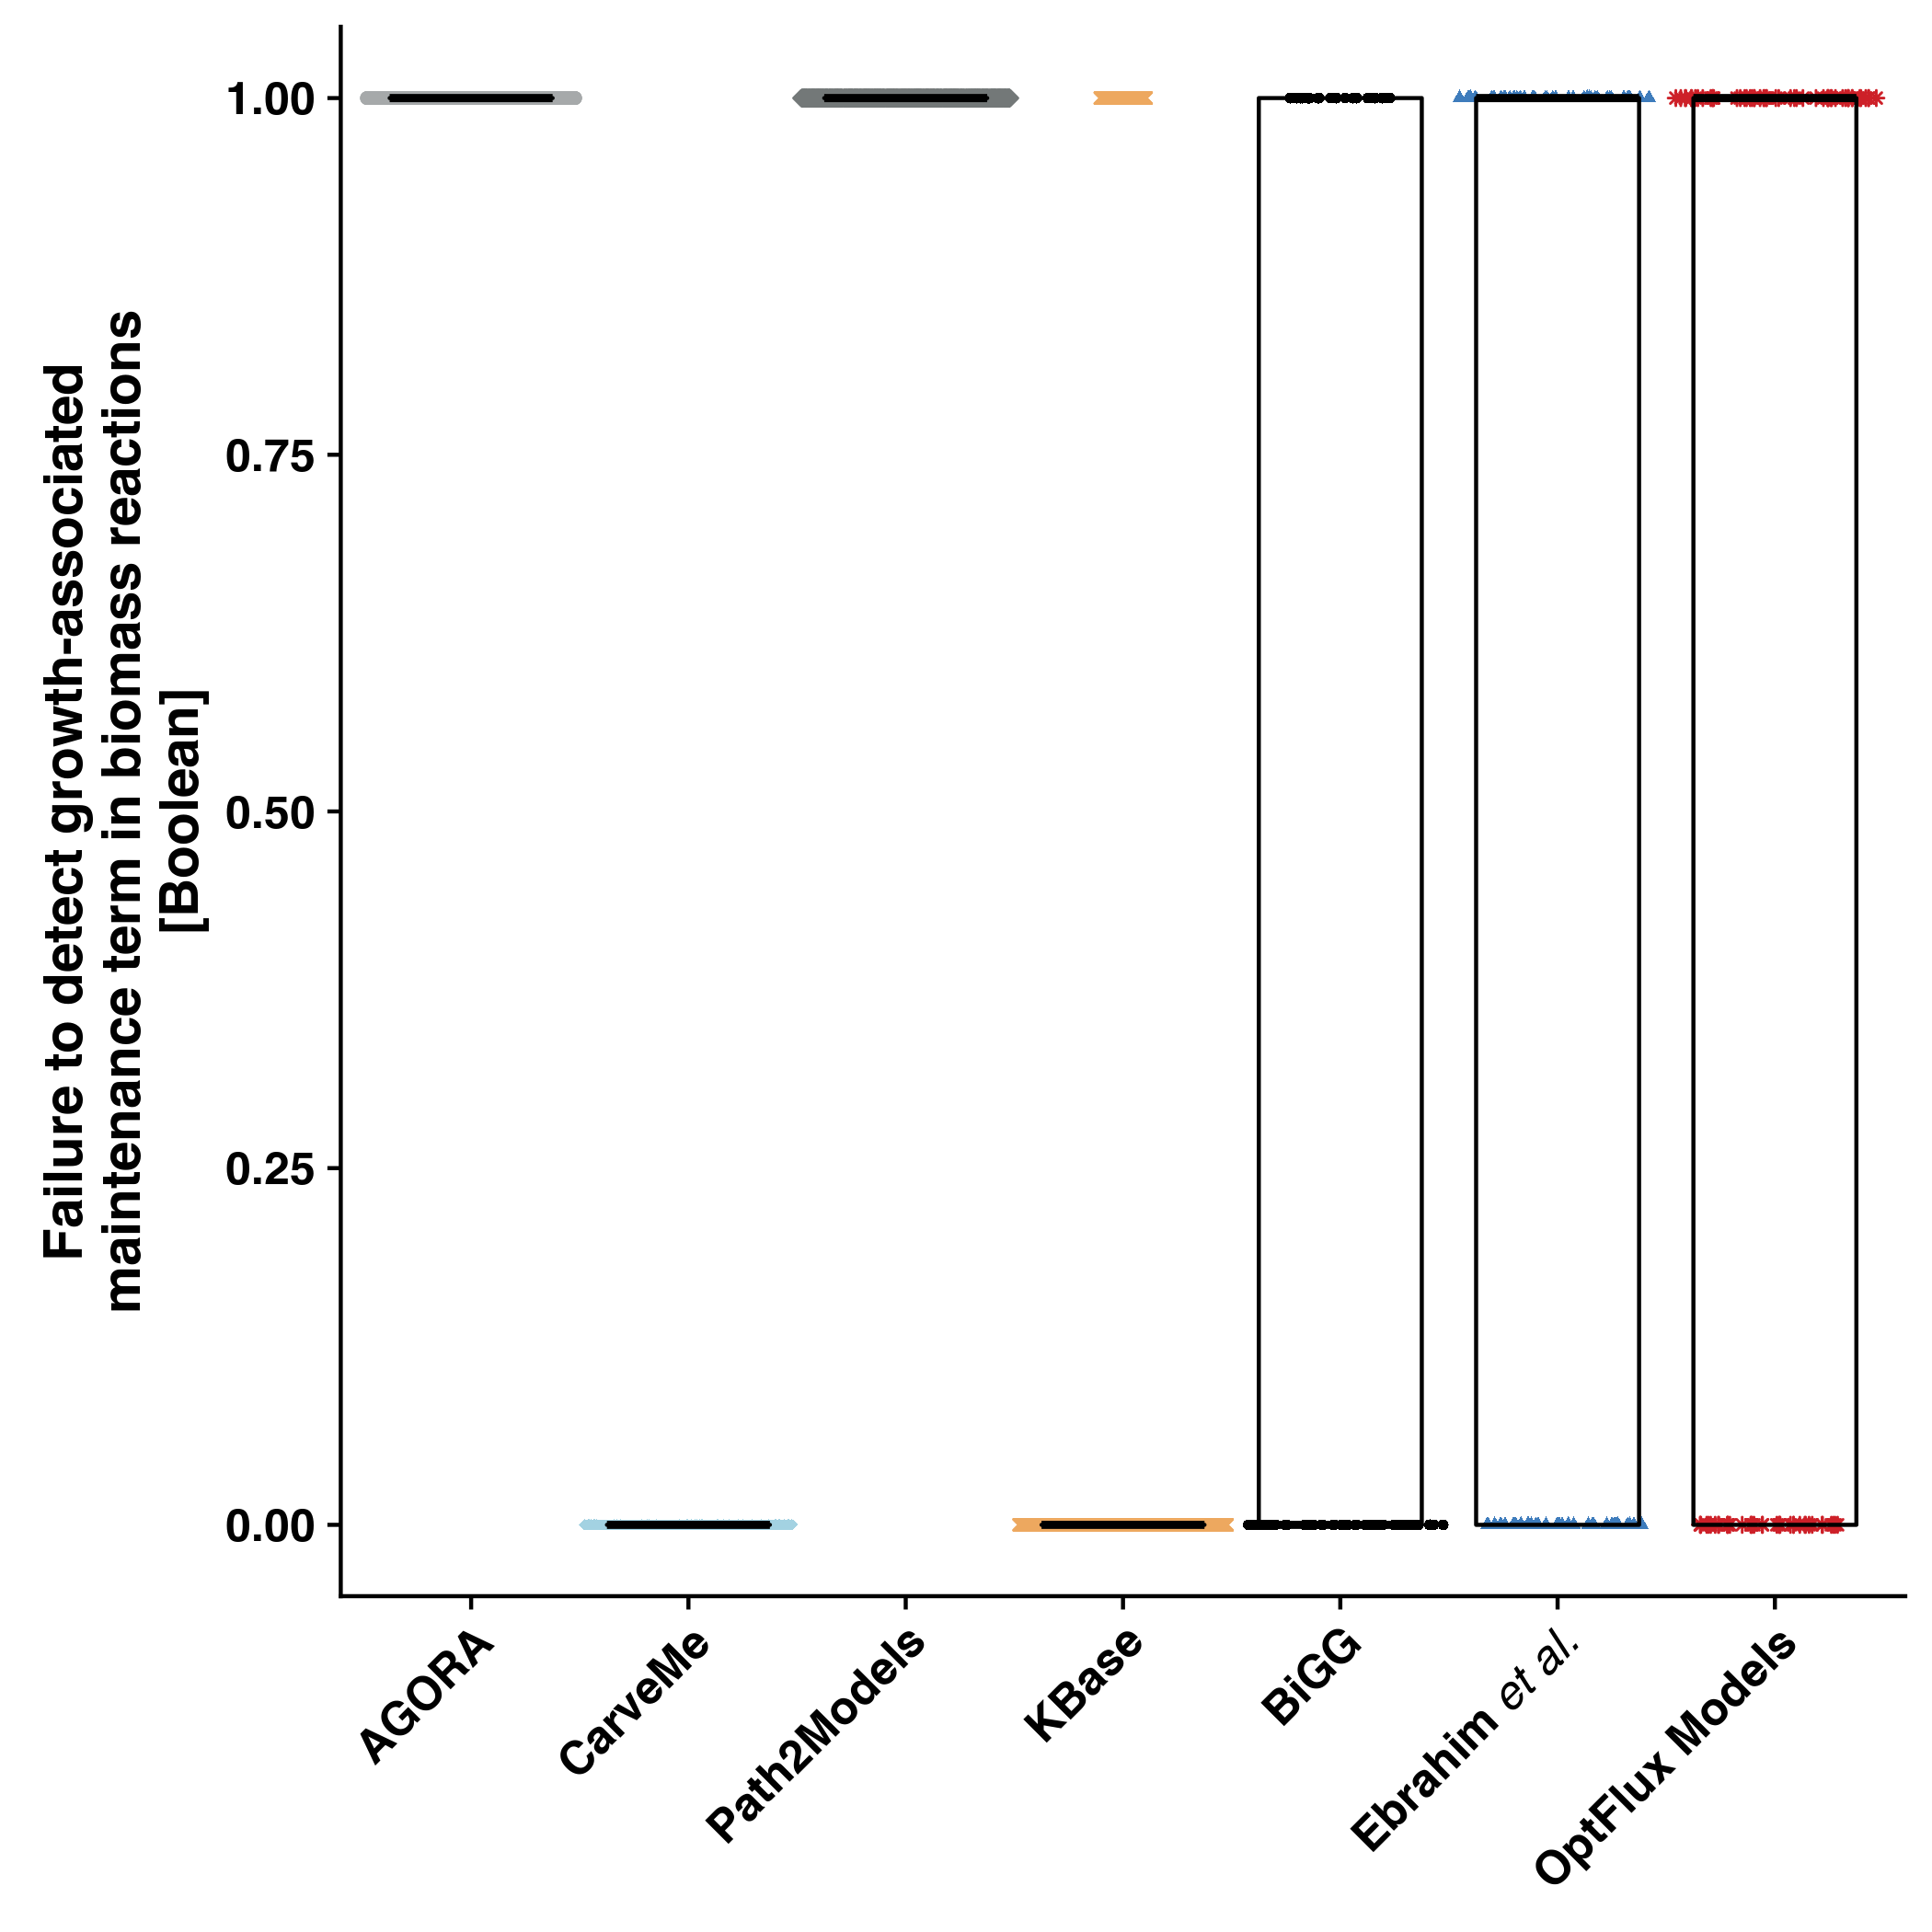 Failure to detect growth-associated
maintenance term in biomass reactions
[Boolean]
1.00
0.75
0.50
0.25
0.00
AGORA
CarveMe
Path2Models
KBase
BiGG
Ebrahim et al.
OptFlux Models